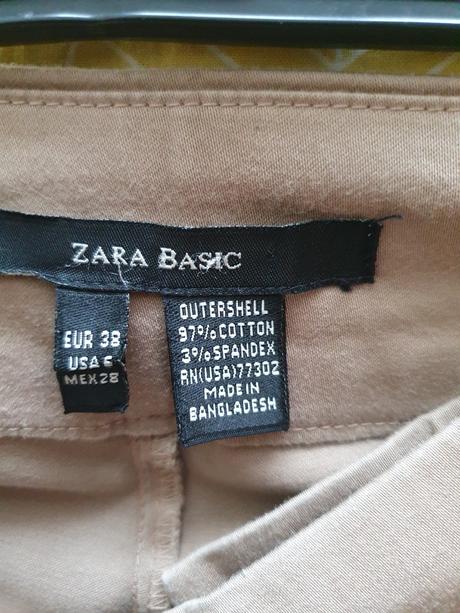 ZARA BASIC
EUR 38
USA 6
MEX 28
OUTERSHELL
97%COTTON
3%SPANDEX
RN(USA)77302
MADE IN
BANGLADESH